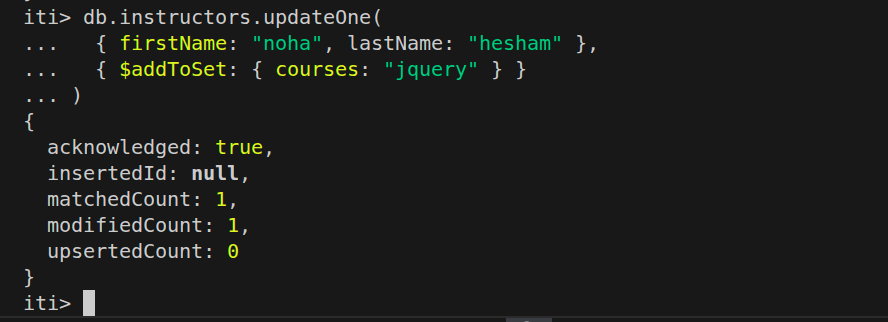 iti> db.instructors.updateOne(
...   { firstName: "noha", lastName: "hesham" },
...   { $addToSet: { courses: "jquery" } }
... )
{
  acknowledged: true,
  insertedId: null,
  matchedCount: 1,
  modifiedCount: 1,
  upsertedCount: 0
}
iti>